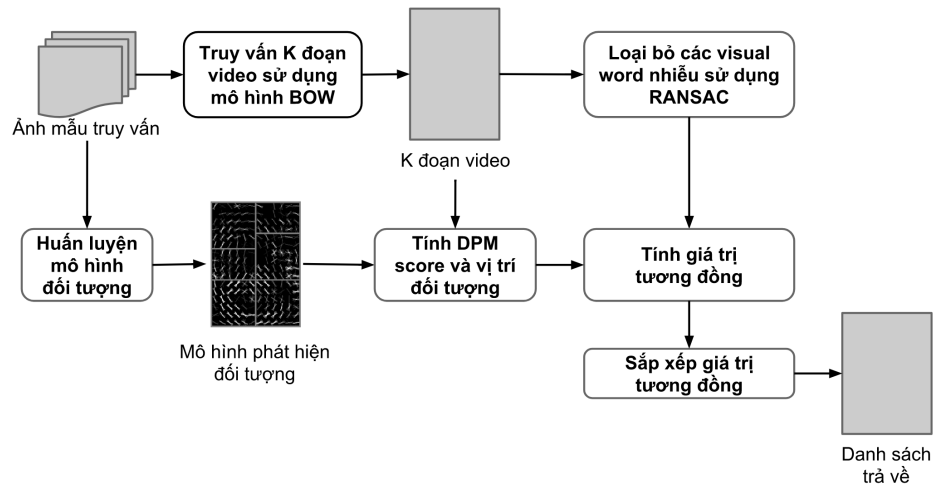 Truy vấn K đoạn
video sử dụng
mô hình BOW
Loại bỏ các visual
word nhiễu sử dụng
RANSAC
Ảnh mẫu truy vấn
K đoạn video
Huấn luyện
mô hình
đối tượng
Tính DPM
score và vị trí
đối tượng
Tính giá trị
tương đồng
Mô hình phát hiện
đối tượng
Sắp xếp giá trị
tương đồng
Danh sách
trả về